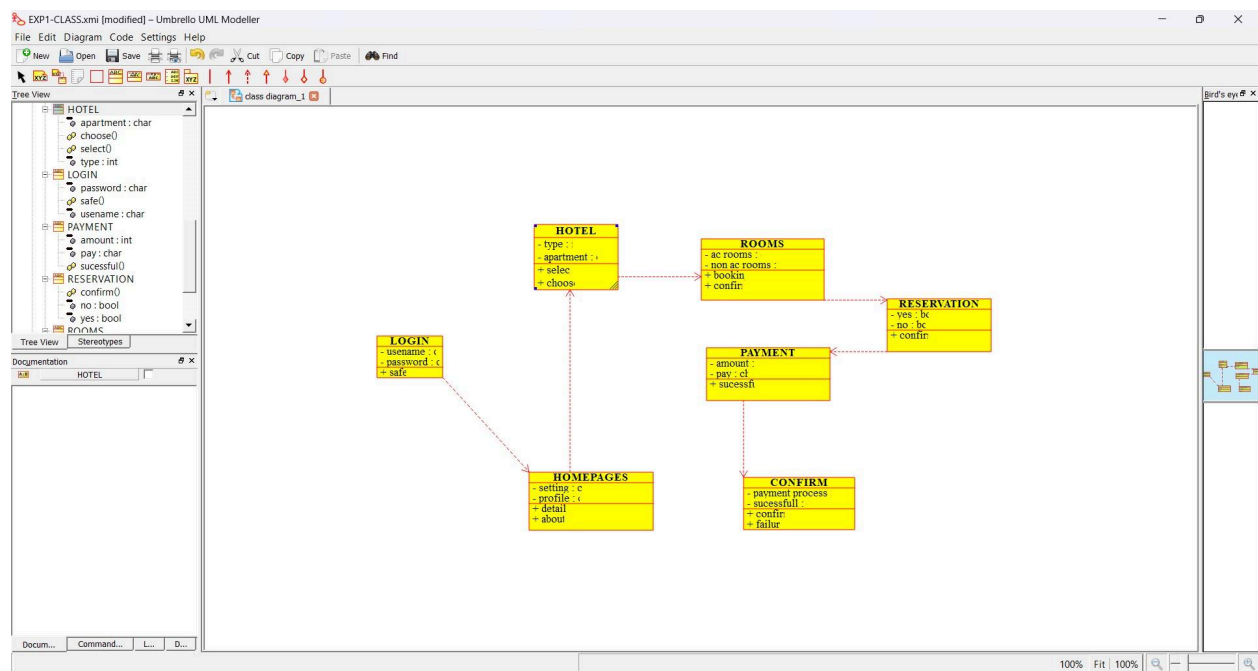 EXP1-CLASS.xmi [modified] – Umbrello UML Modeller
File Edit Diagram Code Settings Help
New Open Save Cut Copy Paste Find
Tree View
class diagram_1
Bird's ey
HOTEL
apartment : char
choose()
select()
type : int
LOGIN
password : char
safe()
usename : char
PAYMENT
amount : int
pay : char
sucessful()
RESERVATION
confirm()
no : bool
yes : bool
ROOMS
Tree View Stereotypes
Documentation
HOTEL
Docum... Command... L... D...
HOTEL
- type :
- apartment :
+ selec
+ choos
ROOMS
- ac rooms :
- non ac rooms :
+ bookin
+ confir
RESERVATION
- yes : bo
- no : bo
+ confir
LOGIN
- usename :
- password :
+ safe
PAYMENT
- amount :
- pay : ch
+ sucessfu
HOMEPAGES
- setting : c
- profile :
+ detail
+ about
CONFIRM
- payment process
- sucessfull :
+ confir
+ failur
100% Fit 100%